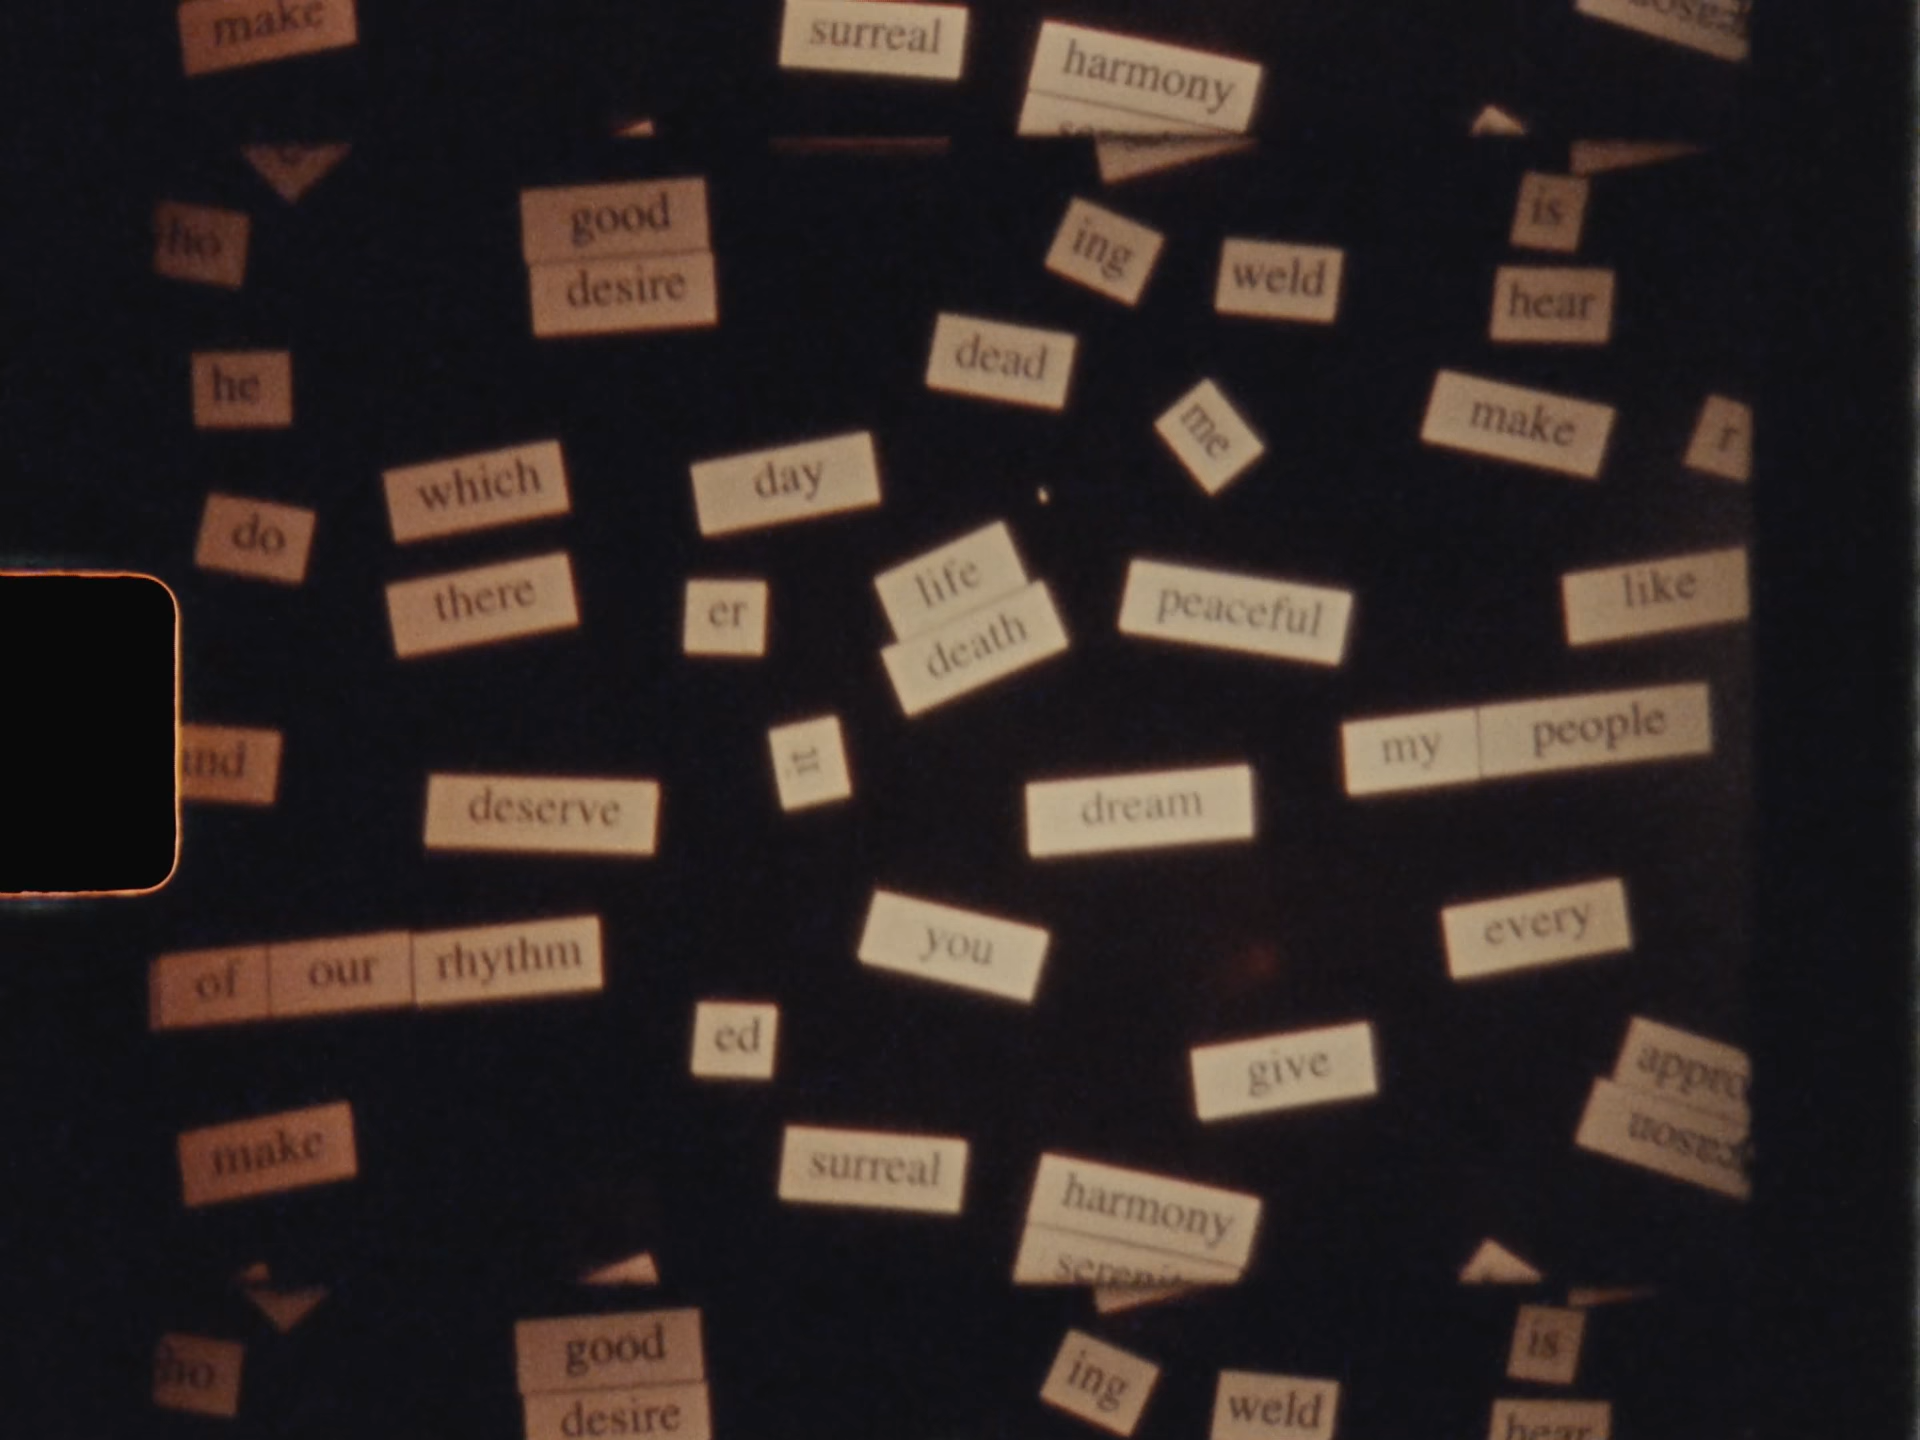 make
surreal
harmony
good
desire
ing
weld
is
hear
he
dead
me
make
r
which
day
do
there
er
life
death
peaceful
like
it
my people
deserve
dream
of our rhythm
you
every
ed
give
make
surreal
harmony
good
desire
ing
weld
is
hear